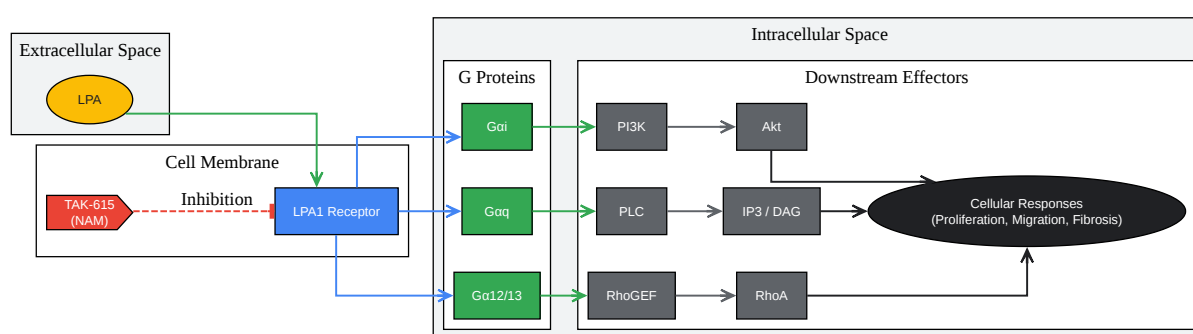 Intracellular Space
Extracellular Space
LPA
G Proteins
Downstream Effectors
Gαi
PI3K
Akt
Cell Membrane
TAK-615
(NAM)
Inhibition
LPA1 Receptor
Gαq
PLC
IP3 / DAG
Cellular Responses
(Proliferation, Migration, Fibrosis)
Gα12/13
RhoGEF
RhoA